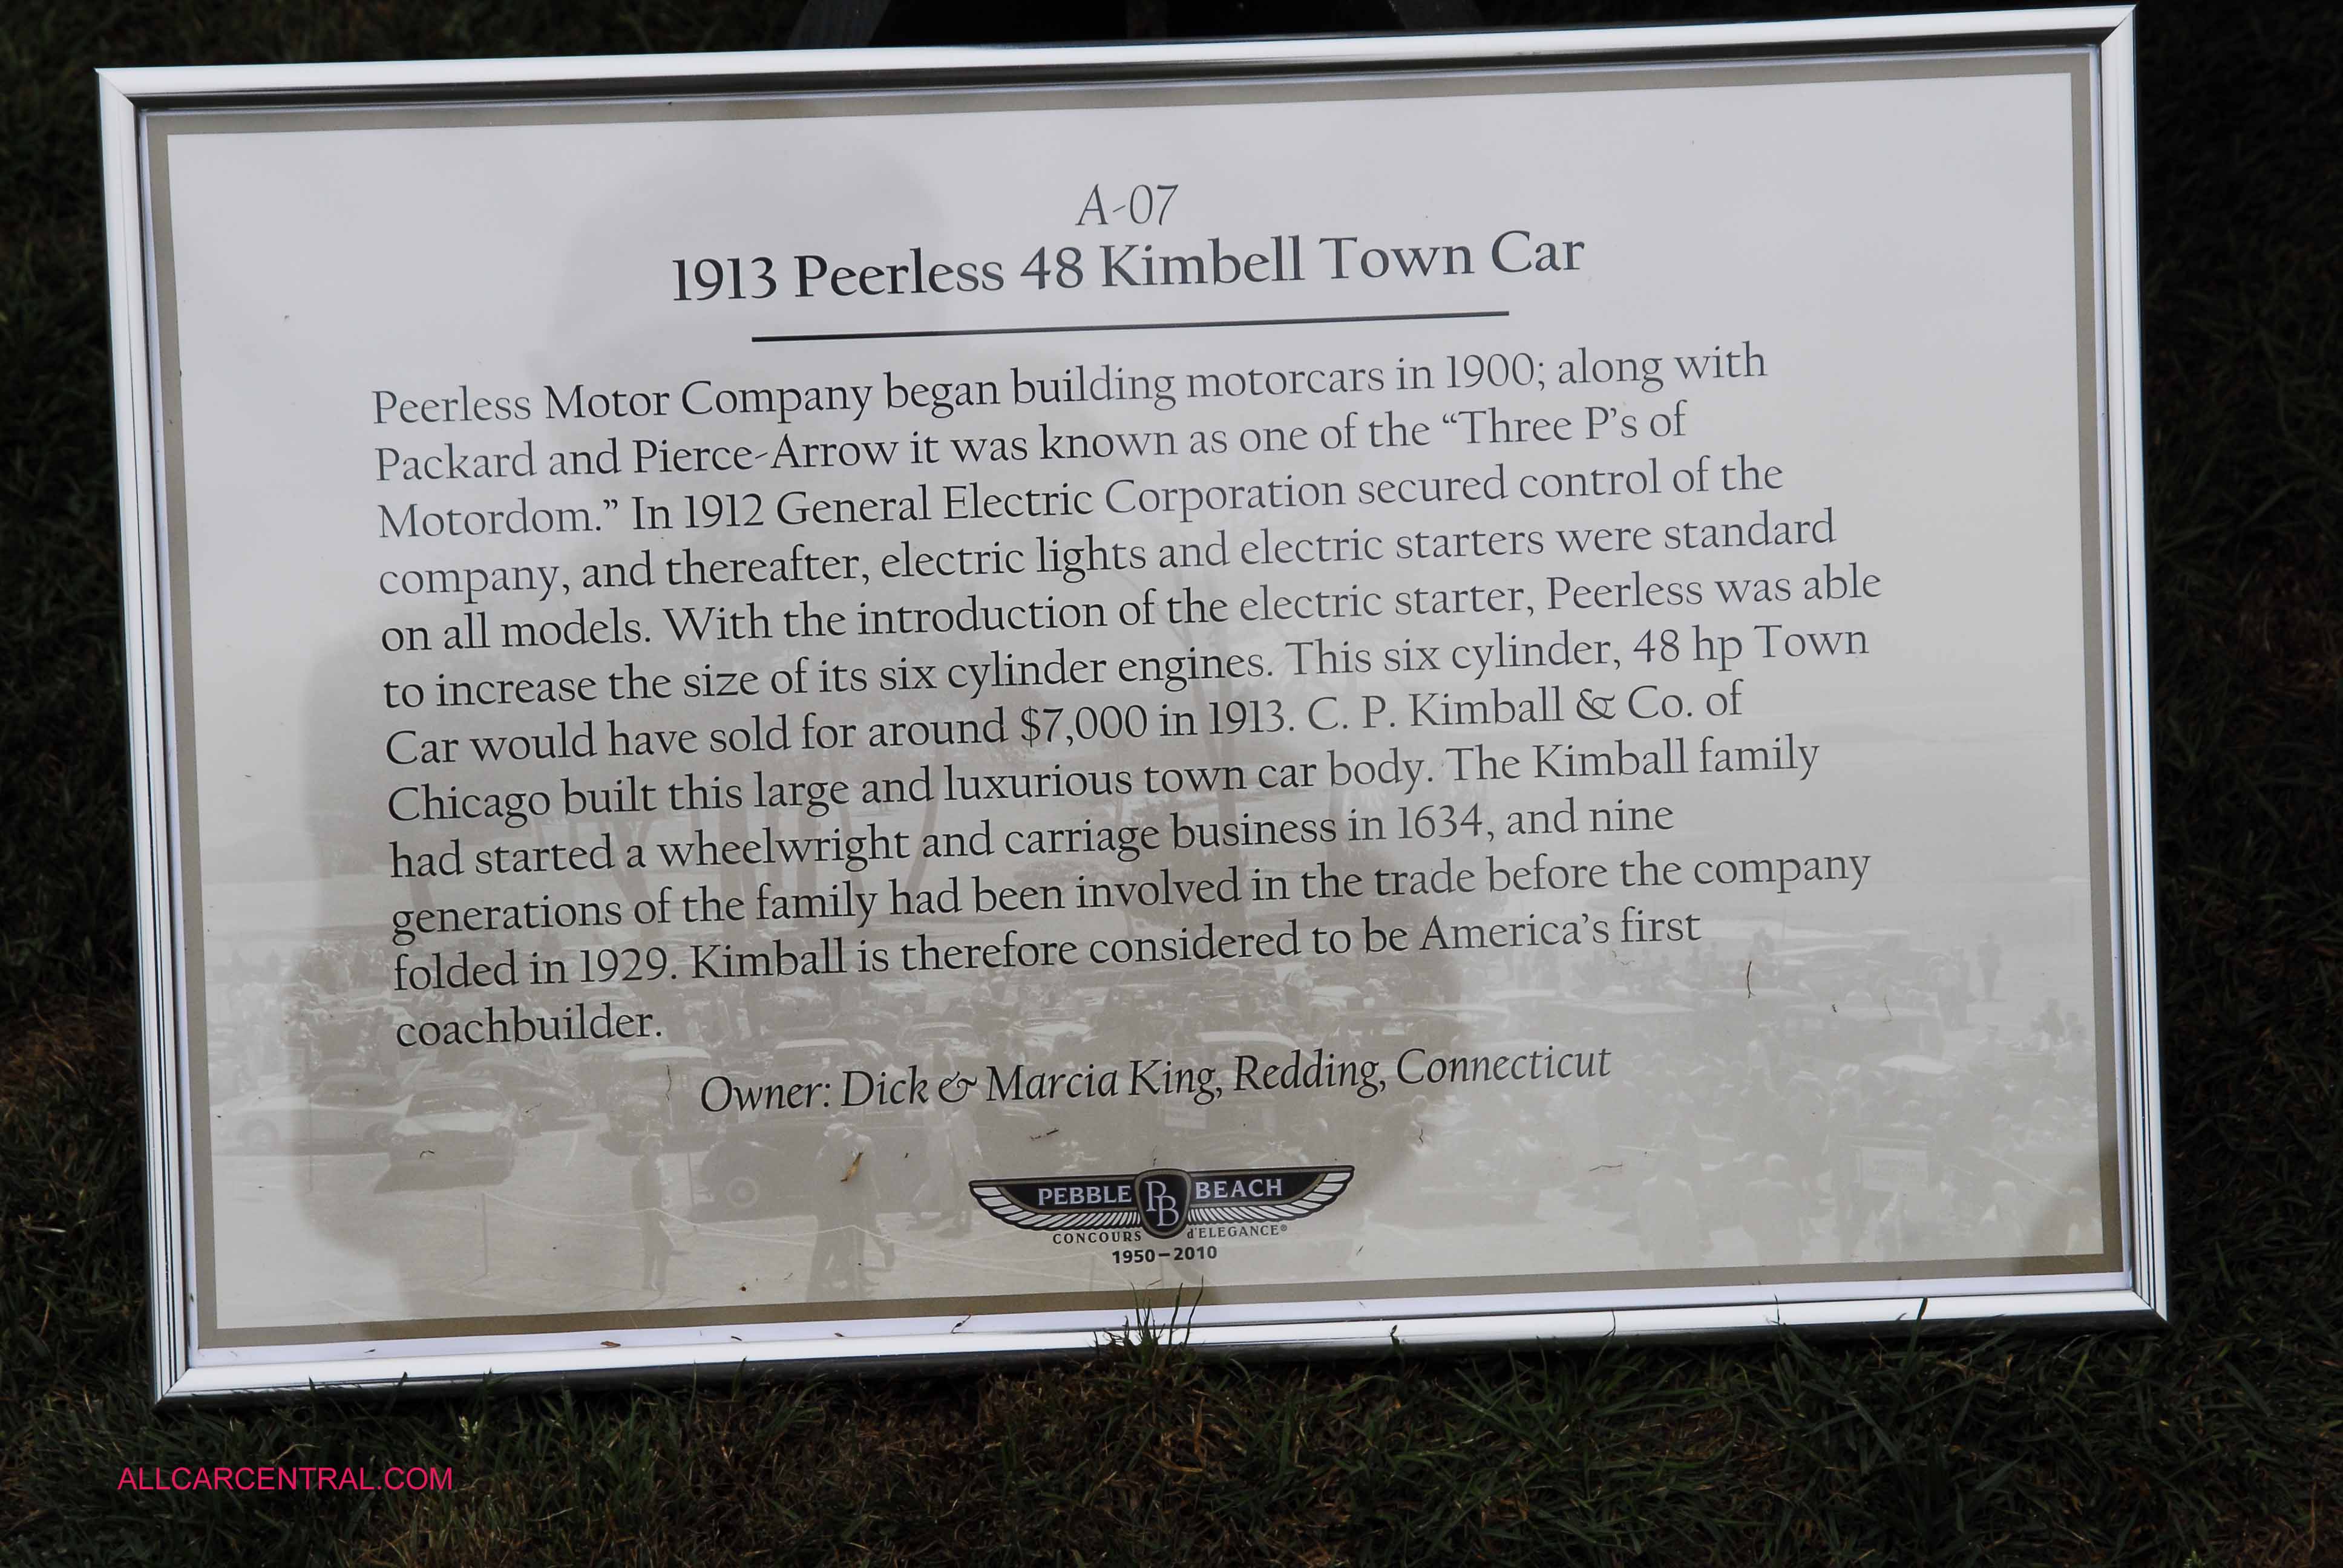 A-07
1913 Peerless 48 Kimbell Town Car
Peerless Motor Company began building motorcars in 1900; along with
Packard and Pierce-Arrow it was known as one of the “Three P’s of
Motordom.” In 1912 General Electric Corporation secured control of the
company, and thereafter, electric lights and electric starters were standard
on all models. With the introduction of the electric starter, Peerless was able
to increase the size of its six cylinder engines. This six cylinder, 48 hp Town
Car would have sold for around $7,000 in 1913. C. P. Kimball & Co. of
Chicago built this large and luxurious town car body. The Kimball family
had started a wheelwright and carriage business in 1634, and nine
generations of the family had been involved in the trade before the company
folded in 1929. Kimball is therefore considered to be America’s first
coachbuilder.
Owner: Dick & Marcia King, Redding, Connecticut
PEBBLE PB BEACH
CONCOURS d'ELEGANCE®
1950–2010
ALLCARCENTRAL.COM